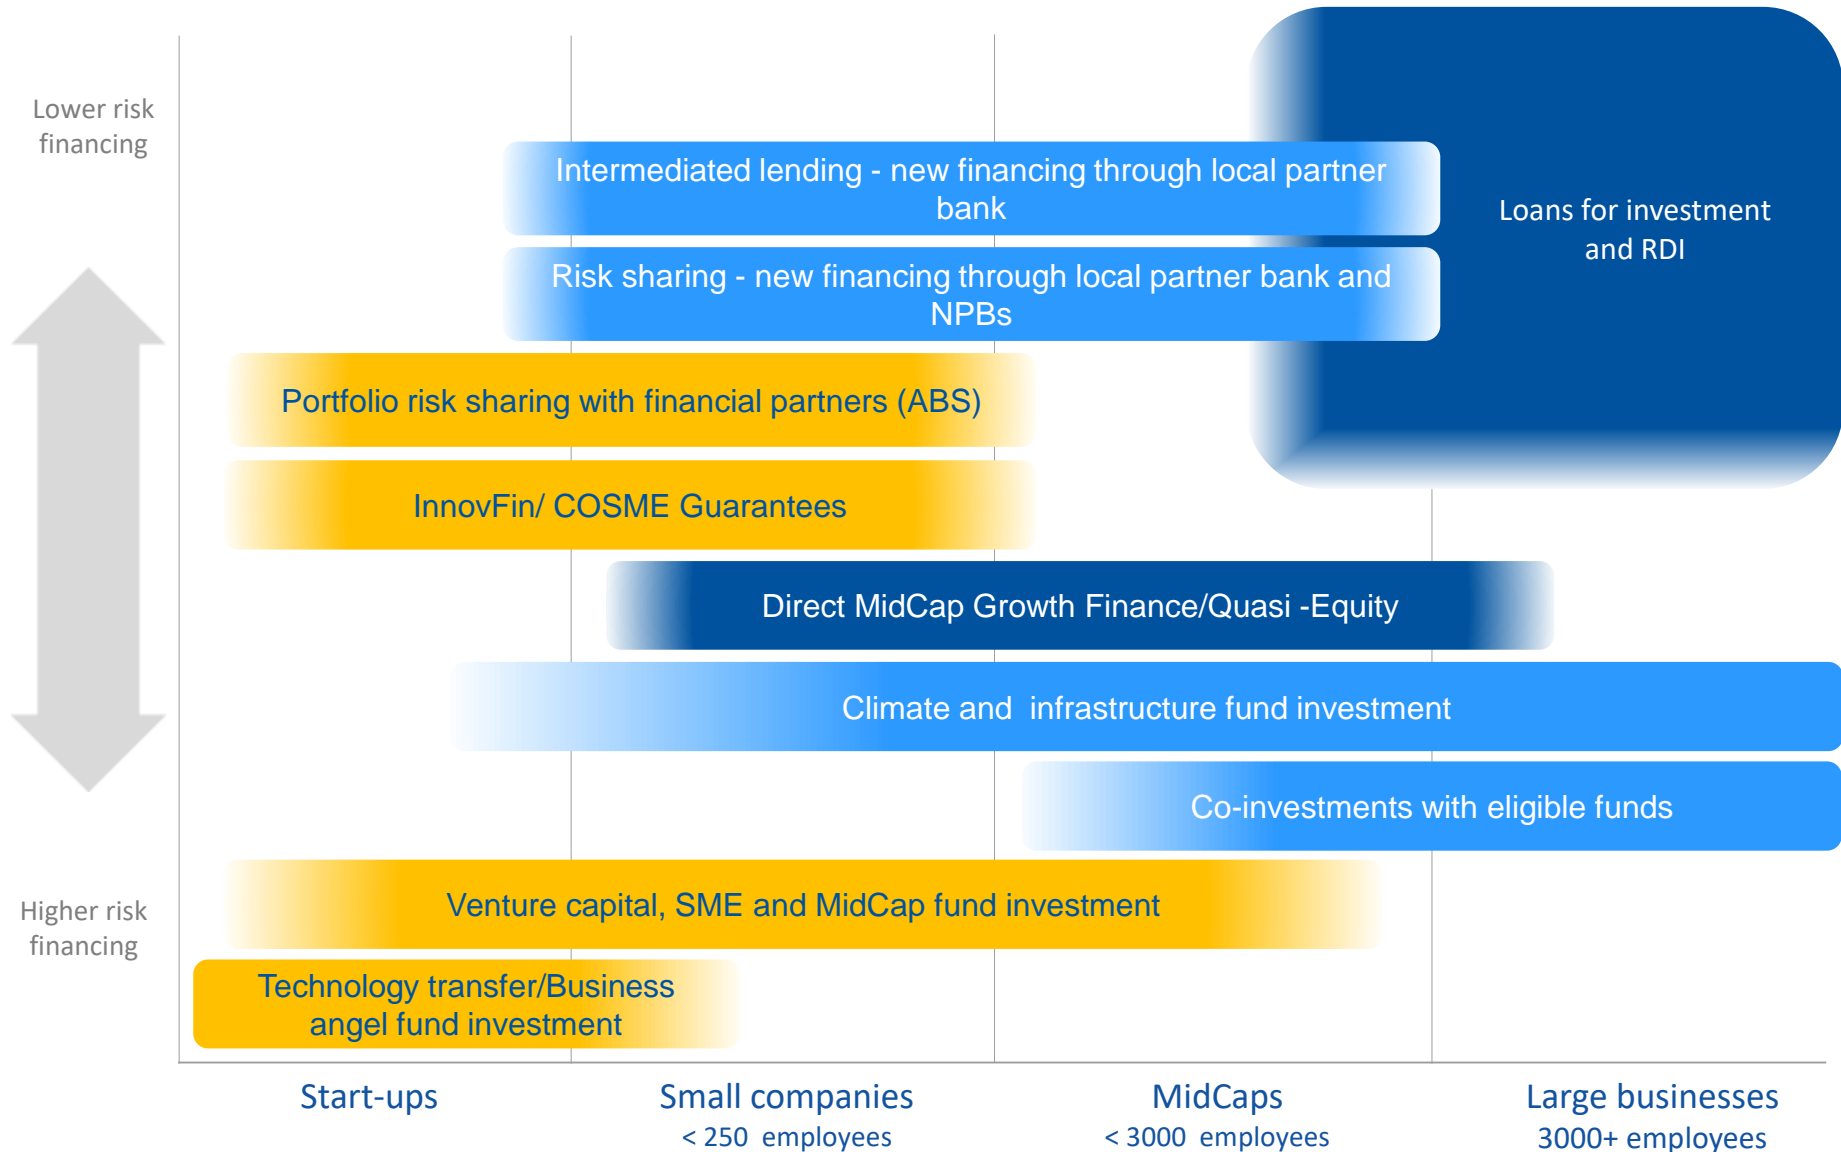 Lower risk
financing
Intermediated lending - new financing through local partner
bank
Loans for investment
and RDI
Risk sharing - new financing through local partner bank and
NPBs
Portfolio risk sharing with financial partners (ABS)
InnovFin/ COSME Guarantees
Direct MidCap Growth Finance/Quasi -Equity
Climate and  infrastructure fund investment
Co-investments with eligible funds
Venture capital, SME and MidCap fund investment
Higher risk
financing
Technology transfer/Business
angel fund investment
Start-ups
Small companies
< 250  employees
MidCaps
< 3000  employees
Large businesses
3000+ employees